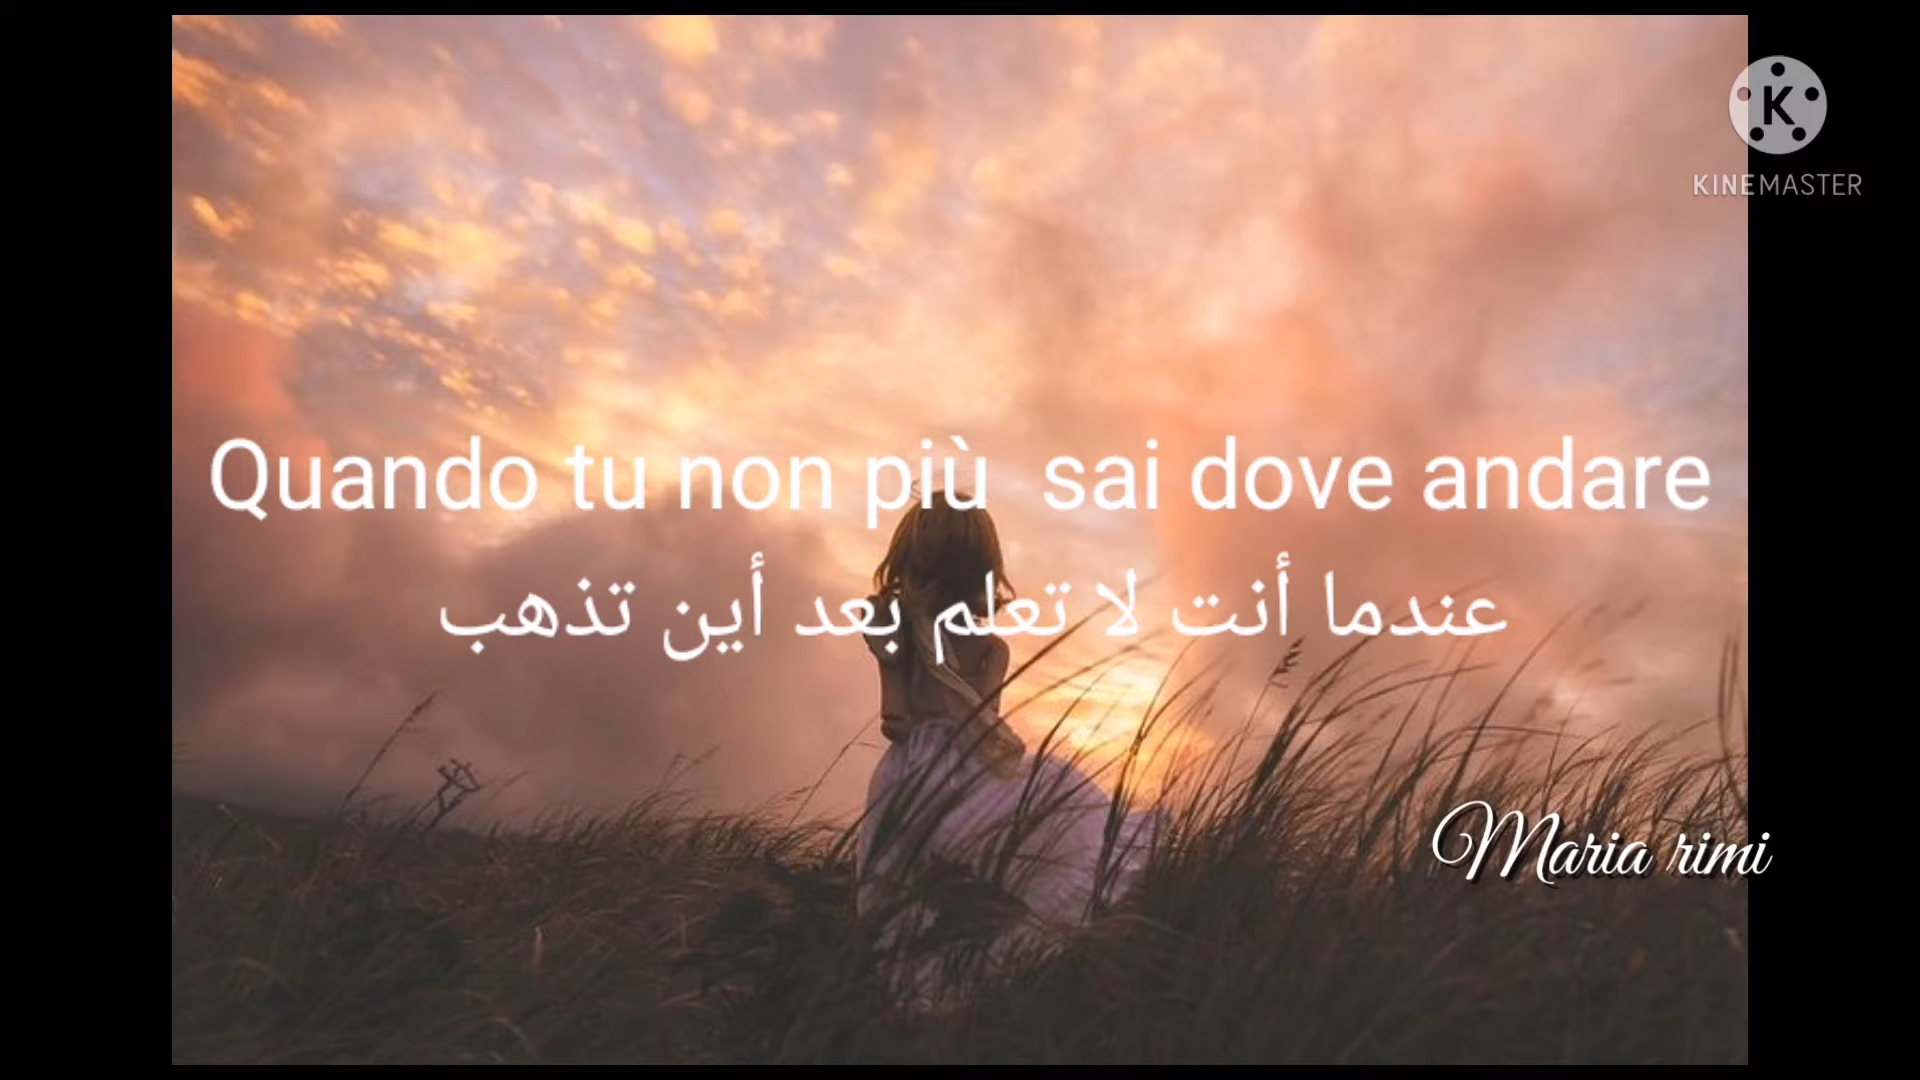 KINEMASTER
Quando tu non più sai dove andare
عندما أنت لا تعلم بعد أين تذهب
Maria rimi